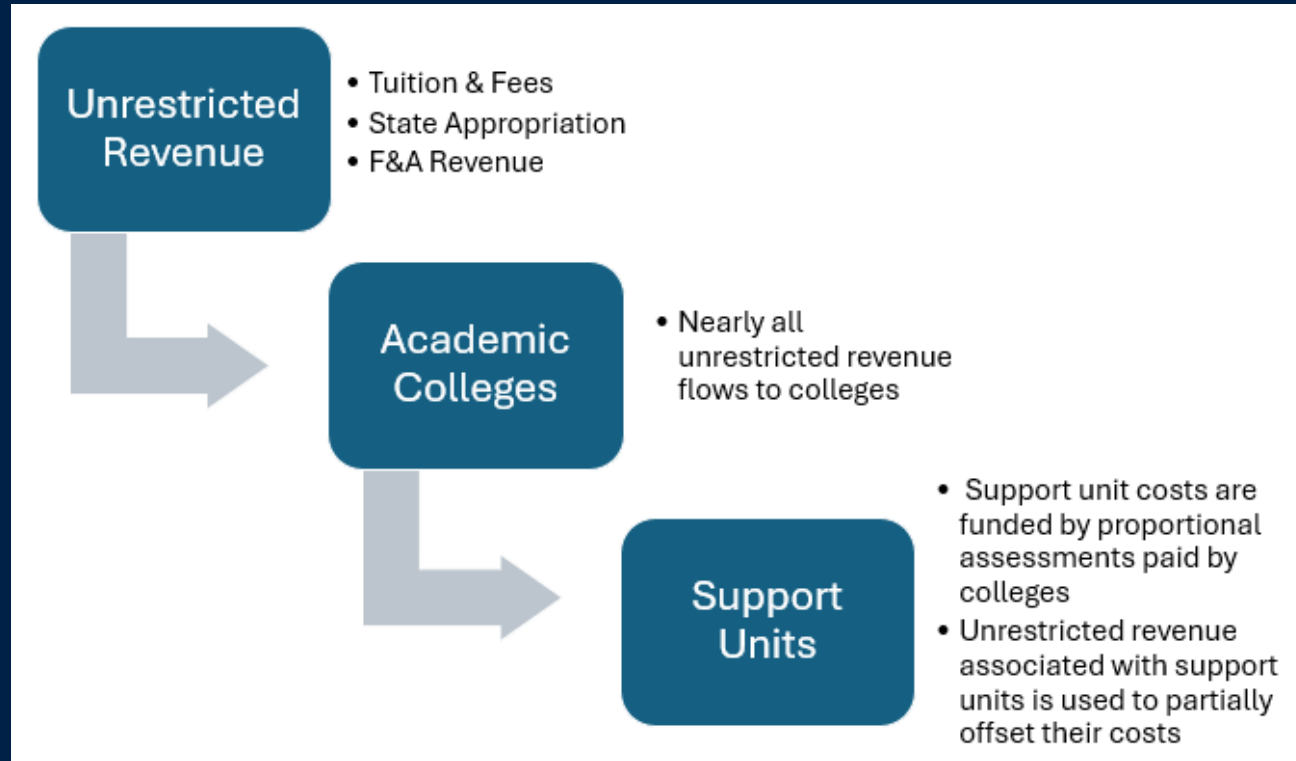 Unrestricted
Revenue
• Tuition & Fees
• State Appropriation
• F&A Revenue
Academic
Colleges
• Nearly all
unrestricted revenue
flows to colleges
Support
Units
• Support unit costs are
funded by proportional
assessments paid by
colleges
• Unrestricted revenue
associated with support
units is used to partially
offset their costs